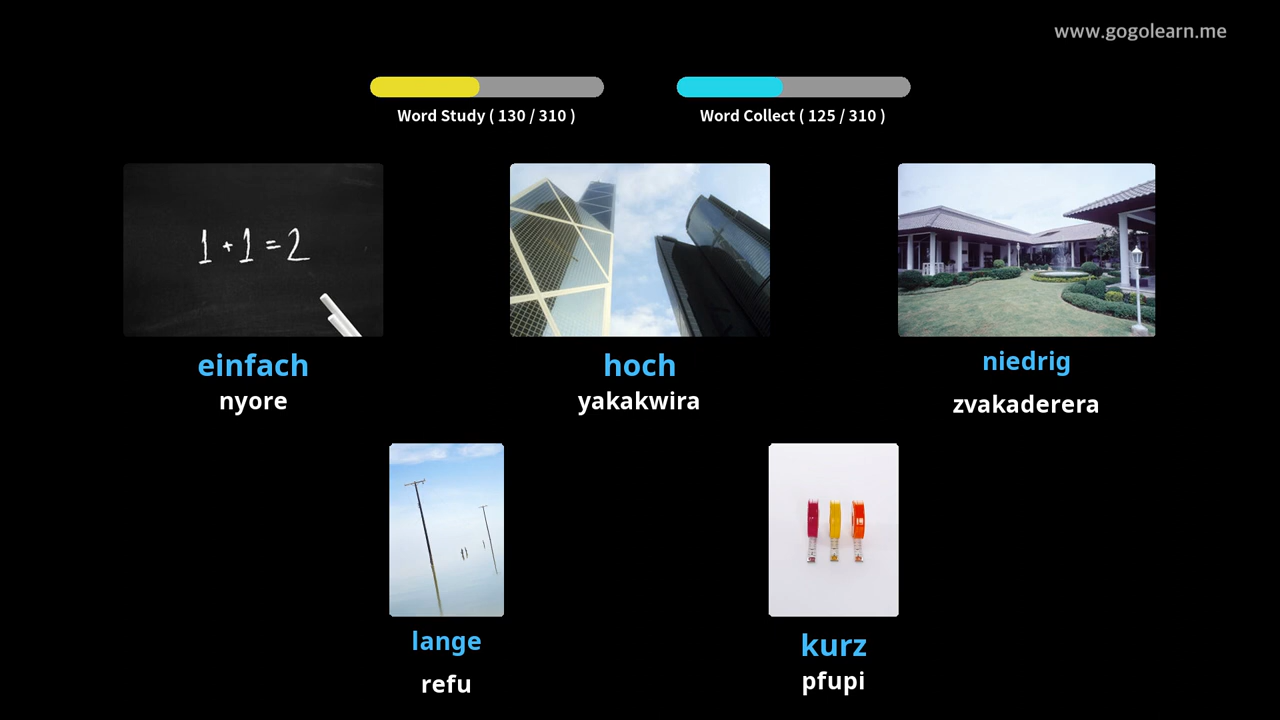 www.gogolearn.me
Word Study ( 130 / 310 )
Word Collect ( 125 / 310 )
1 + 1 = 2
einfach
nyore
hoch
yakakwira
niedrig
zvakaderera
lange
refu
kurz
pfupi